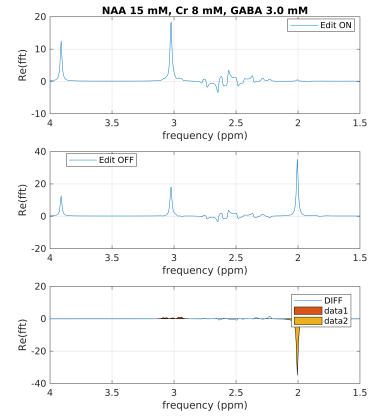 NAA 15 mM, Cr 8 mM, GABA 3.0 mM
20
10
0
-10
Re(fft)
Edit ON
4
3.5
3
2.5
2
1.5
frequency (ppm)
40
20
0
-20
Re(fft)
Edit OFF
4
3.5
3
2.5
2
1.5
frequency (ppm)
20
0
-20
-40
Re(fft)
DIFF
data1
data2
4
3.5
3
2.5
2
1.5
frequency (ppm)